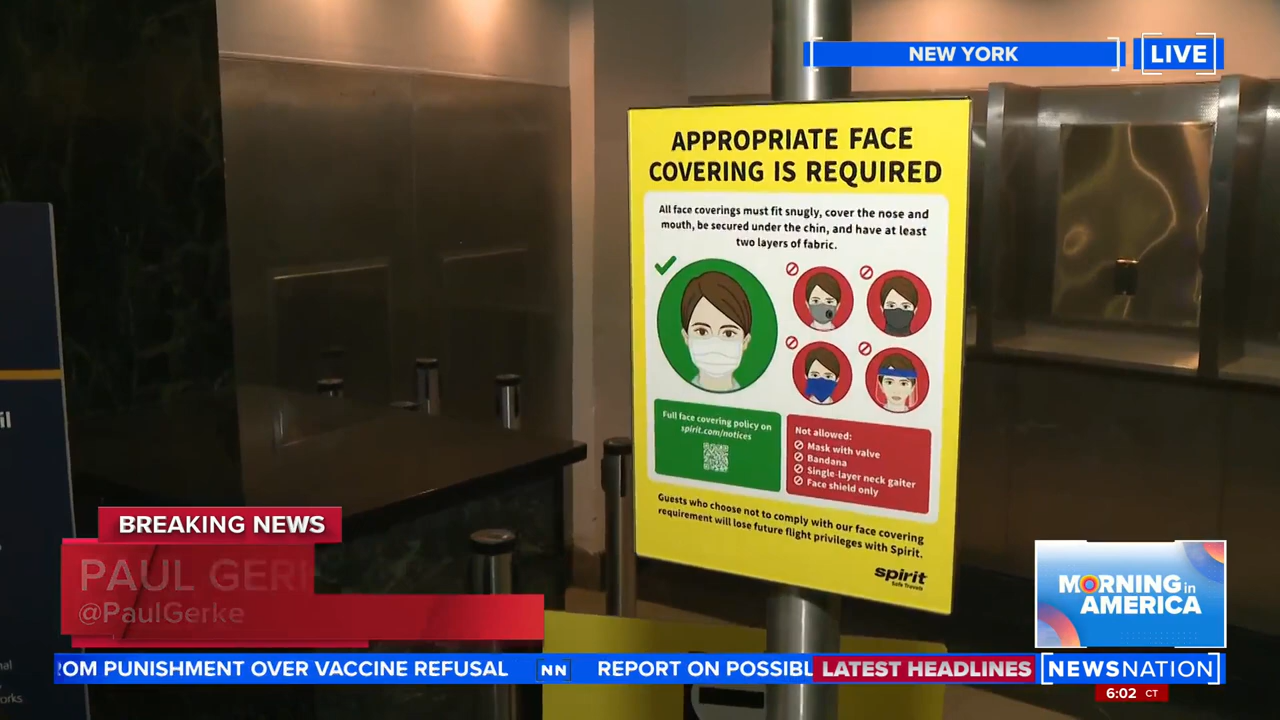 NEW YORK
LIVE
APPROPRIATE FACE
COVERING IS REQUIRED
All face coverings must fit snugly, cover the nose and
mouth, be secured under the chin, and have at least
two layers of fabric.
Full face covering policy on
spirit.com/notices
Not allowed:
Mask with valve
Bandana
Single-layer neck gaiter
Face shield only
Guests who choose not to comply with our face covering
requirement will lose future flight privileges with Spirit.
spirit
Safe Travels
BREAKING NEWS
PAUL GERK
@PaulGerke
MORNING in
AMERICA
OM PUNISHMENT OVER VACCINE REFUSAL NN REPORT ON POSSIBL LATEST HEADLINES NEWSNATION
6:02 CT